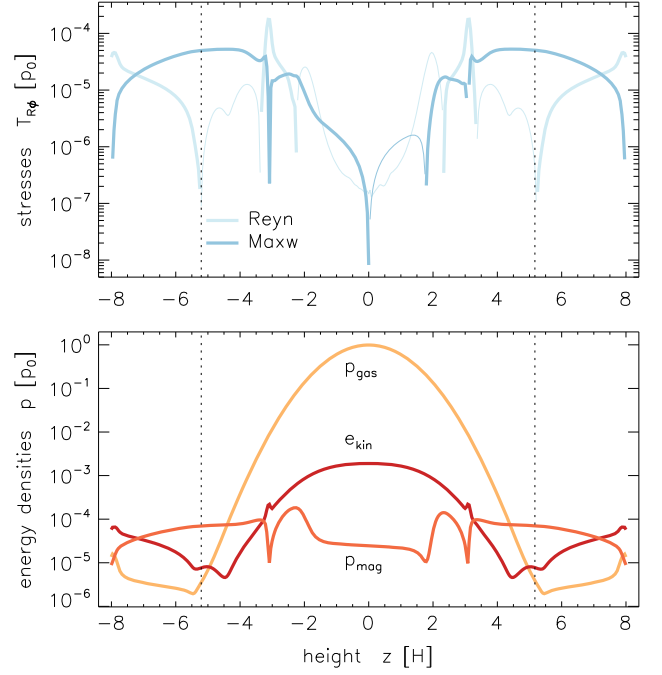 stresses T_Rϕ [p_0]
10^-4
10^-5
10^-6
10^-7
10^-8
Reyn
Maxw
-8 -6 -4 -2 0 2 4 6 8
energy densities p [p_0]
10^0
10^-1
10^-2
10^-3
10^-4
10^-5
10^-6
p_gas
e_kin
p_mag
-8 -6 -4 -2 0 2 4 6 8
height z [H]